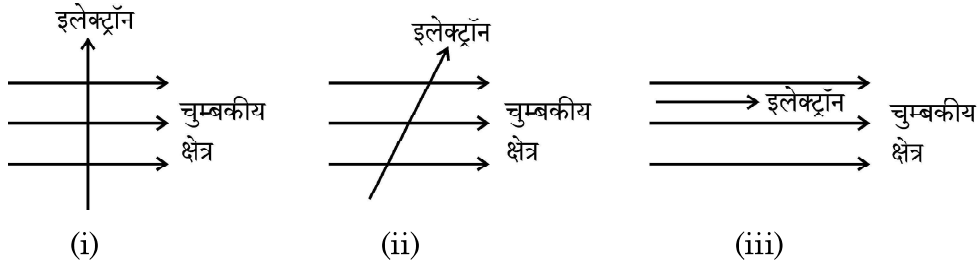 इलेक्ट्रॉन
चुम्बकीय
क्षेत्र
(i)
इलेक्ट्रॉन
चुम्बकीय
क्षेत्र
(ii)
इलेक्ट्रॉन
चुम्बकीय
क्षेत्र
(iii)